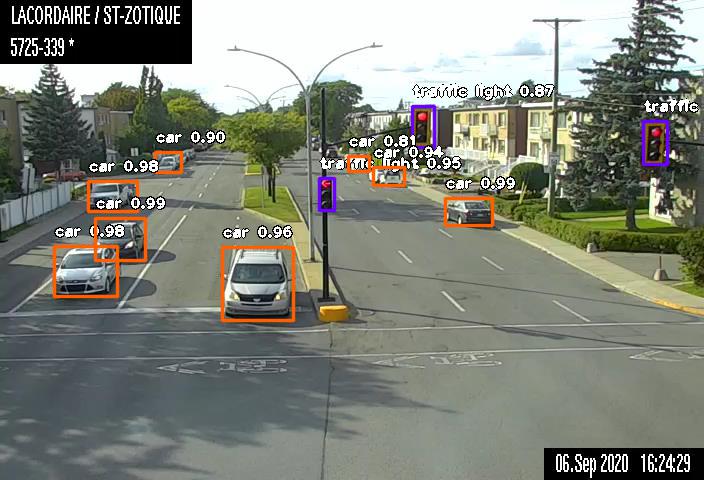 LACORDAIRE / ST-ZOTIQUE
5725-339 *
traffic light 0.87
traffic
car 0.90
car 0.81
car 0.94
car 0.98
traffic light 0.95
car 0.99
car 0.99
car 0.98
car 0.96
06.Sep 2020 16:24:29